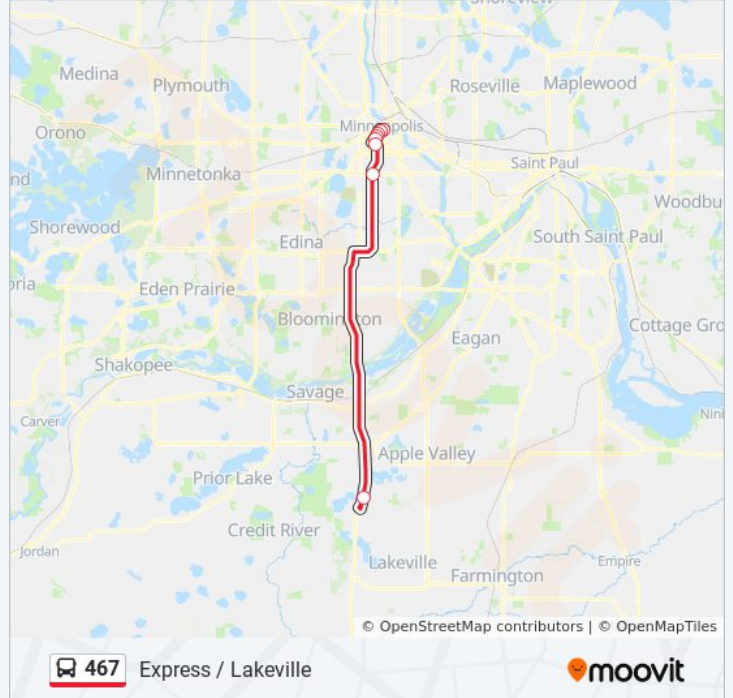 Shoreview
Medina
Plymouth
Roseville
Maplewood
Orono
Minneapolis
Saint Paul
Minnetonka
nd
Woodbu
Shorewood
Edina
South Saint Paul
ria
Eden Prairie
Bloomington
Cottage Gro
Eagan
Shakopee
Savage
Carver
Nini
Apple Valley
Prior Lake
Credit River
Jordan
Lakeville
Empire
Farmington
© OpenStreetMap contributors | © OpenMapTiles
467 Express / Lakeville
moovit